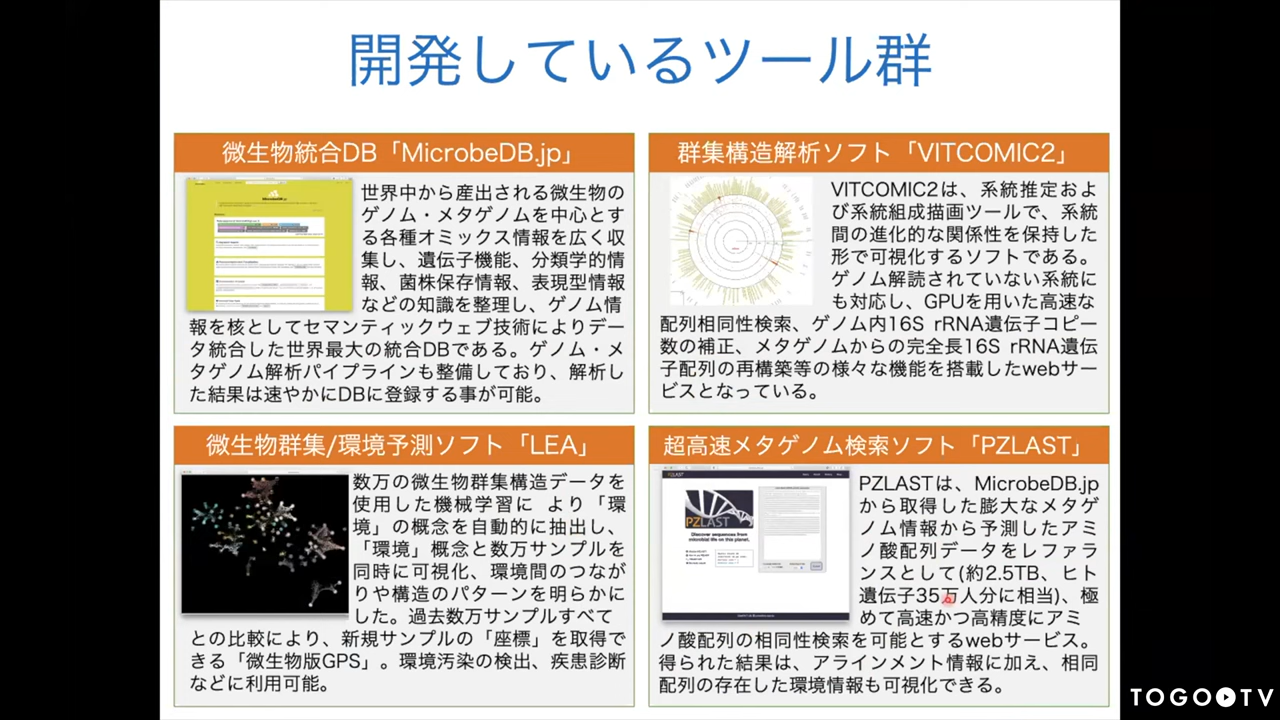 開発しているツール群
微生物統合DB「MicrobeDB.jp」
世界中から産出される微生物の
ゲノム・メタゲノムを中心とす
る各種オミックス情報を広く収
集し、遺伝子機能、分類学的情
報、菌株保存情報、表現型情報
などの知識を整理し、ゲノム情
報を核としてセマンティックウェブ技術によりデー
タ統合した世界最大の統合DBである。ゲノム・メ
タゲノム解析パイプラインも整備しており、解析し
た結果は速やかにDBに登録する事が可能。
群集構造解析ソフト「VITCOMIC2」
VITCOMIC2は、系統推定およ
び系統組成描画ツールで、系統
間の進化的な関係性を保持した
形で可視化するソフトである。
ゲノム解読されていない系統に
も対応し、GPUを用いた高速な
配列相同性検索、ゲノム内16S rRNA遺伝子コピー
数の補正、メタゲノムからの完全長16S rRNA遺伝
子配列の再構築等の様々な機能を搭載したwebサー
ビスとなっている。
微生物群集/環境予測ソフト「LEA」
数万の微生物群集構造データを
使用した機械学習に より「環
境」の概念を自動的に抽出し、
「環境」概念と数万サンプルを
同時に可視化、環境間のつなが
りや構造のパターンを明らかに
した。過去数万サンプルすべて
との比較により、新規サンプルの「座標」を取得で
きる「微生物版GPS」。環境汚染の検出、疾患診断
などに利用可能。
超高速メタゲノム検索ソフト「PZLAST」
PZLAST
Discover sequences from
microbial life on this planet.
PZLASTは、MicrobeDB.jp
から取得した膨大なメタゲ
ノム情報から予測したアミ
ノ酸配列データをレファラ
ンスとして(約2.5TB、ヒト
遺伝子35万人分に相当)、極
めて高速かつ高精度にアミ
ノ酸配列の相同性検索を可能とするwebサービス。
得られた結果は、アラインメント情報に加え、相同
配列の存在した環境情報も可視化できる。
TOGO TV